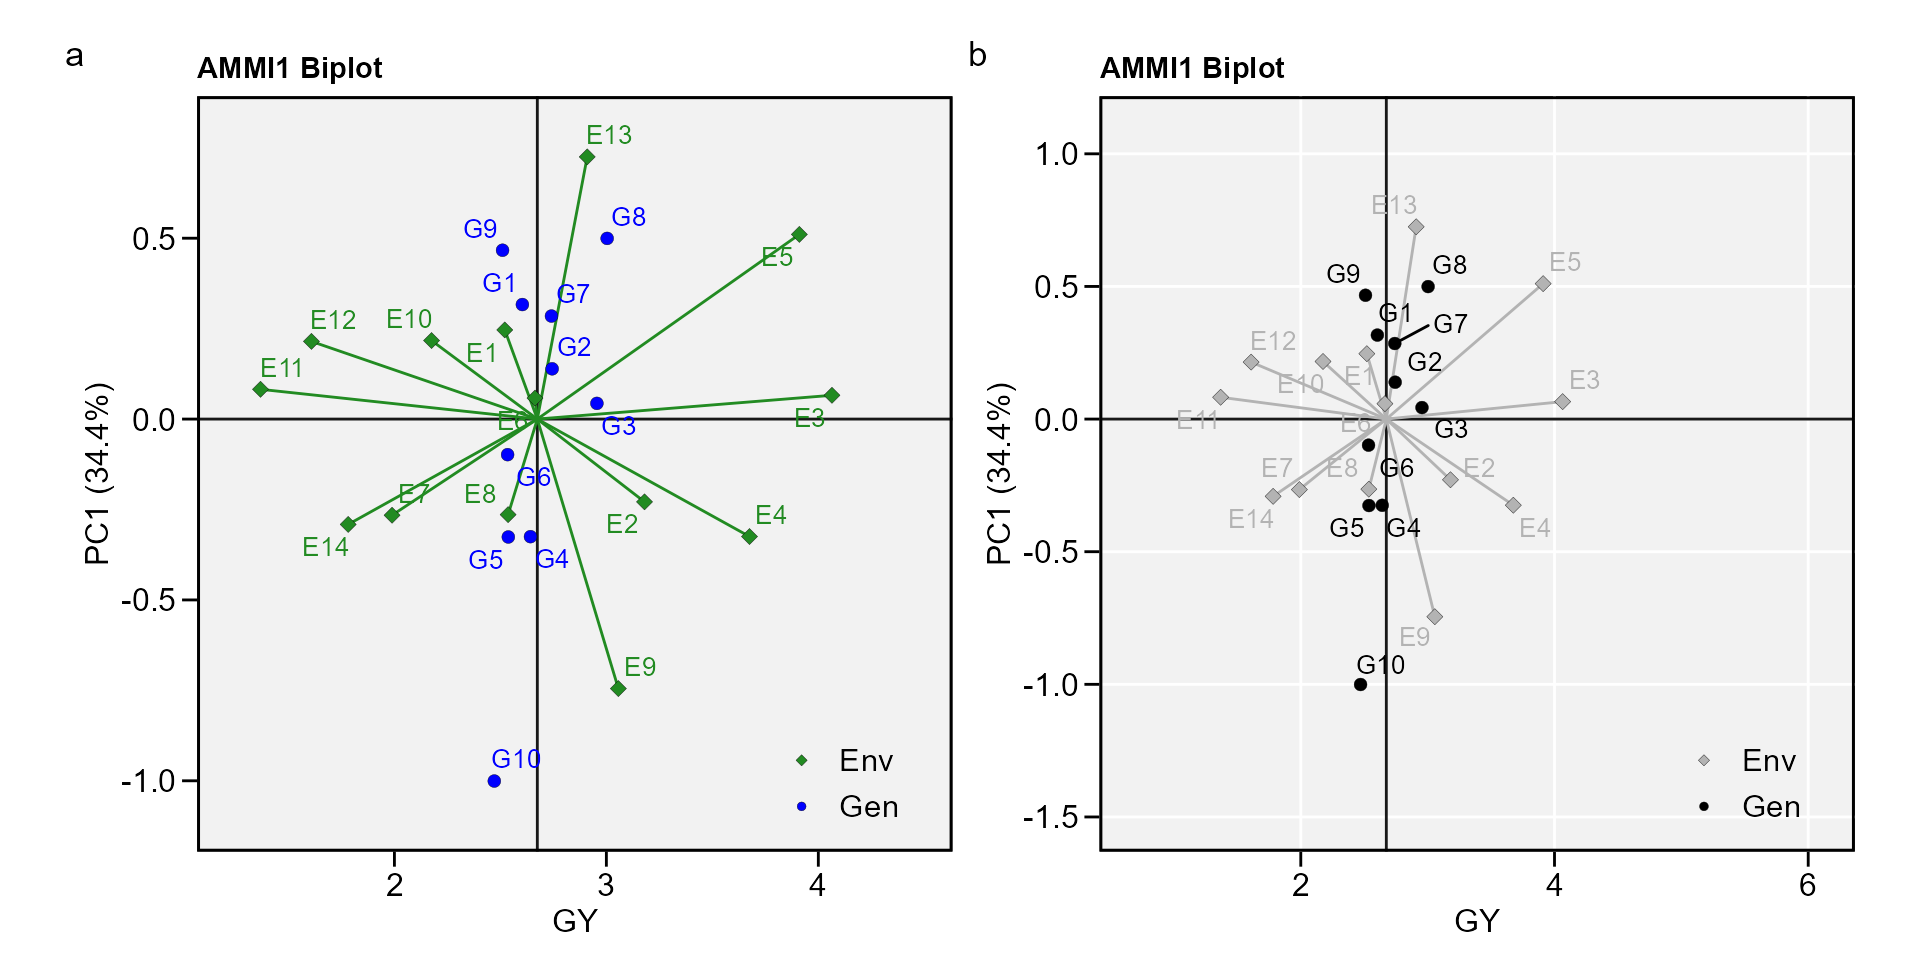 a
AMMI1 Biplot
E13
G9
G8
E5
G1
G7
E12
E10
G2
E1
E11
E6
G3
E3
G6
E7
E8
E2
E4
E14
G5
G4
E9
G10
Env
Gen
0.5
0.0
-0.5
-1.0
PC1 (34.4%)
2
3
4
GY
b
AMMI1 Biplot
E13
G9
G8
E5
G1
G7
E12
G2
E10
E1
E3
E11
E6
G3
E7
E8
G6
E2
E14
G5
G4
E4
E9
G10
Env
Gen
1.0
0.5
0.0
-0.5
-1.0
-1.5
PC1 (34.4%)
2
4
6
GY